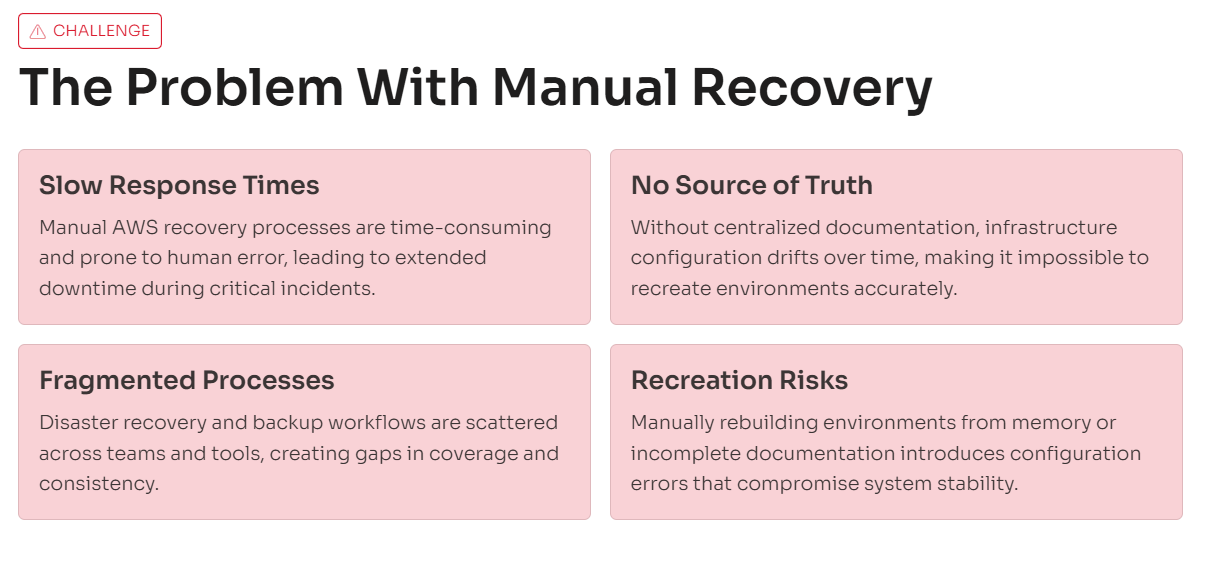 CHALLENGE
The Problem With Manual Recovery
Slow Response Times
Manual AWS recovery processes are time-consuming
and prone to human error, leading to extended
downtime during critical incidents.
No Source of Truth
Without centralized documentation, infrastructure
configuration drifts over time, making it impossible to
recreate environments accurately.
Fragmented Processes
Disaster recovery and backup workflows are scattered
across teams and tools, creating gaps in coverage and
consistency.
Recreation Risks
Manually rebuilding environments from memory or
incomplete documentation introduces configuration
errors that compromise system stability.